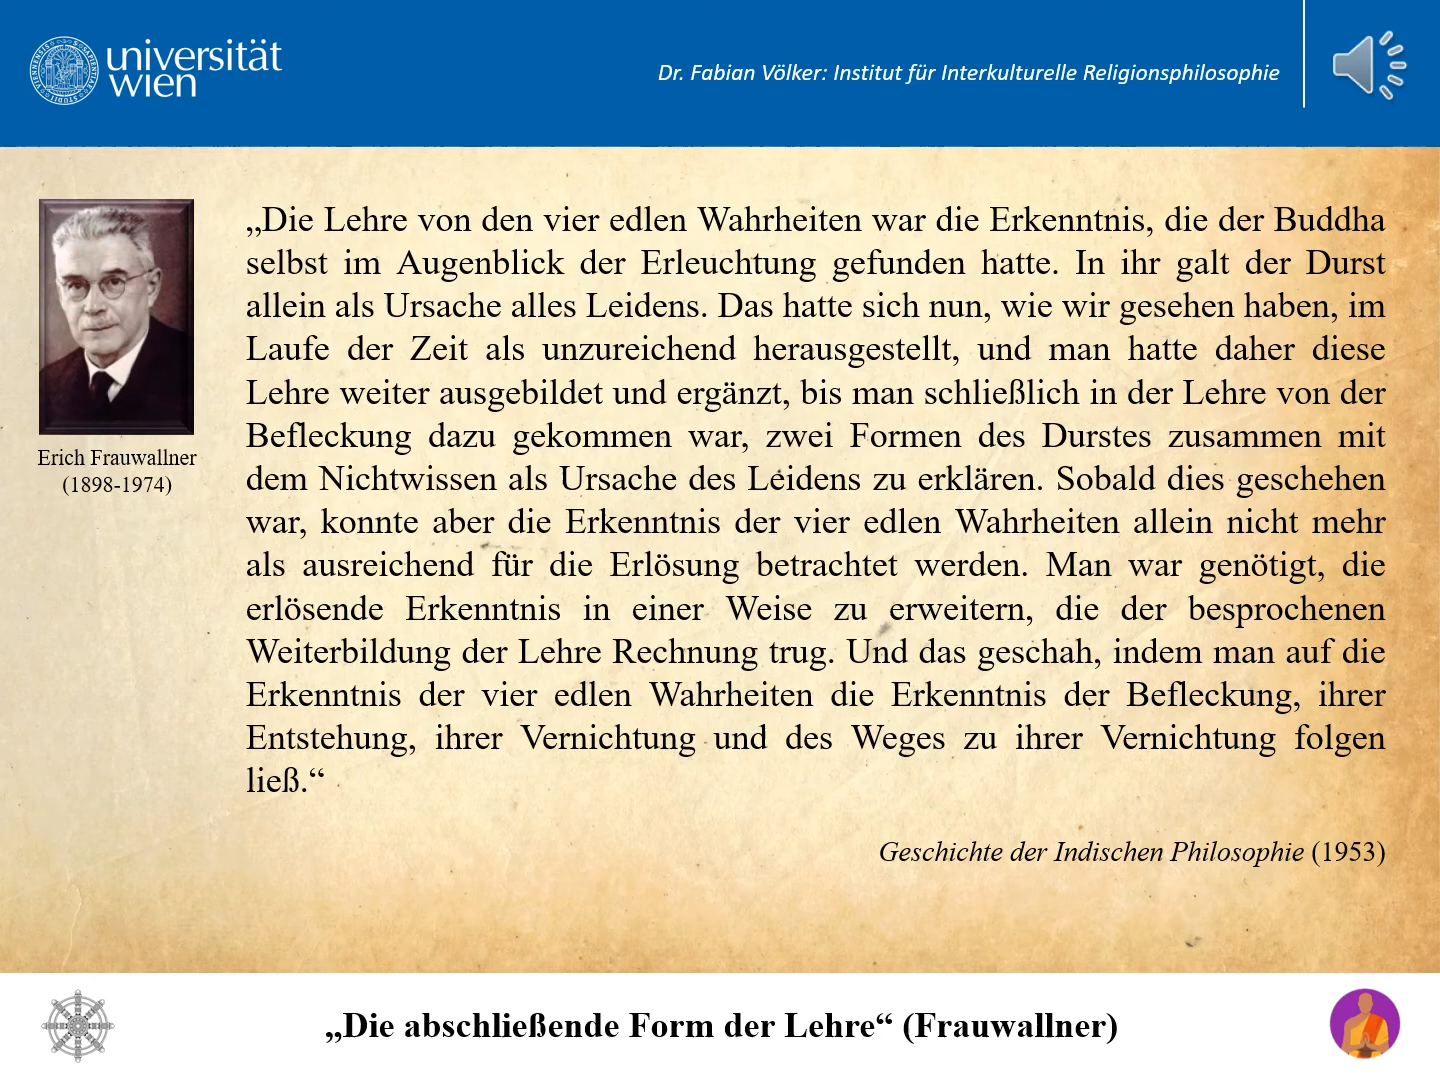 universität
wien
Dr. Fabian Völker: Institut für Interkulturelle Religionsphilosophie
„Die Lehre von den vier edlen Wahrheiten war die Erkenntnis, die der Buddha
selbst im Augenblick der Erleuchtung gefunden hatte. In ihr galt der Durst
allein als Ursache alles Leidens. Das hatte sich nun, wie wir gesehen haben, im
Laufe der Zeit als unzureichend herausgestellt, und man hatte daher diese
Lehre weiter ausgebildet und ergänzt, bis man schließlich in der Lehre von der
Befleckung dazu gekommen war, zwei Formen des Durstes zusammen mit
dem Nichtwissen als Ursache des Leidens zu erklären. Sobald dies geschehen
war, konnte aber die Erkenntnis der vier edlen Wahrheiten allein nicht mehr
als ausreichend für die Erlösung betrachtet werden. Man war genötigt, die
erlösende Erkenntnis in einer Weise zu erweitern, die der besprochenen
Weiterbildung der Lehre Rechnung trug. Und das geschah, indem man auf die
Erkenntnis der vier edlen Wahrheiten die Erkenntnis der Befleckung, ihrer
Entstehung, ihrer Vernichtung und des Weges zu ihrer Vernichtung folgen
ließ.“
Erich Frauwallner
(1898-1974)
Geschichte der Indischen Philosophie (1953)
„Die abschließende Form der Lehre“ (Frauwallner)